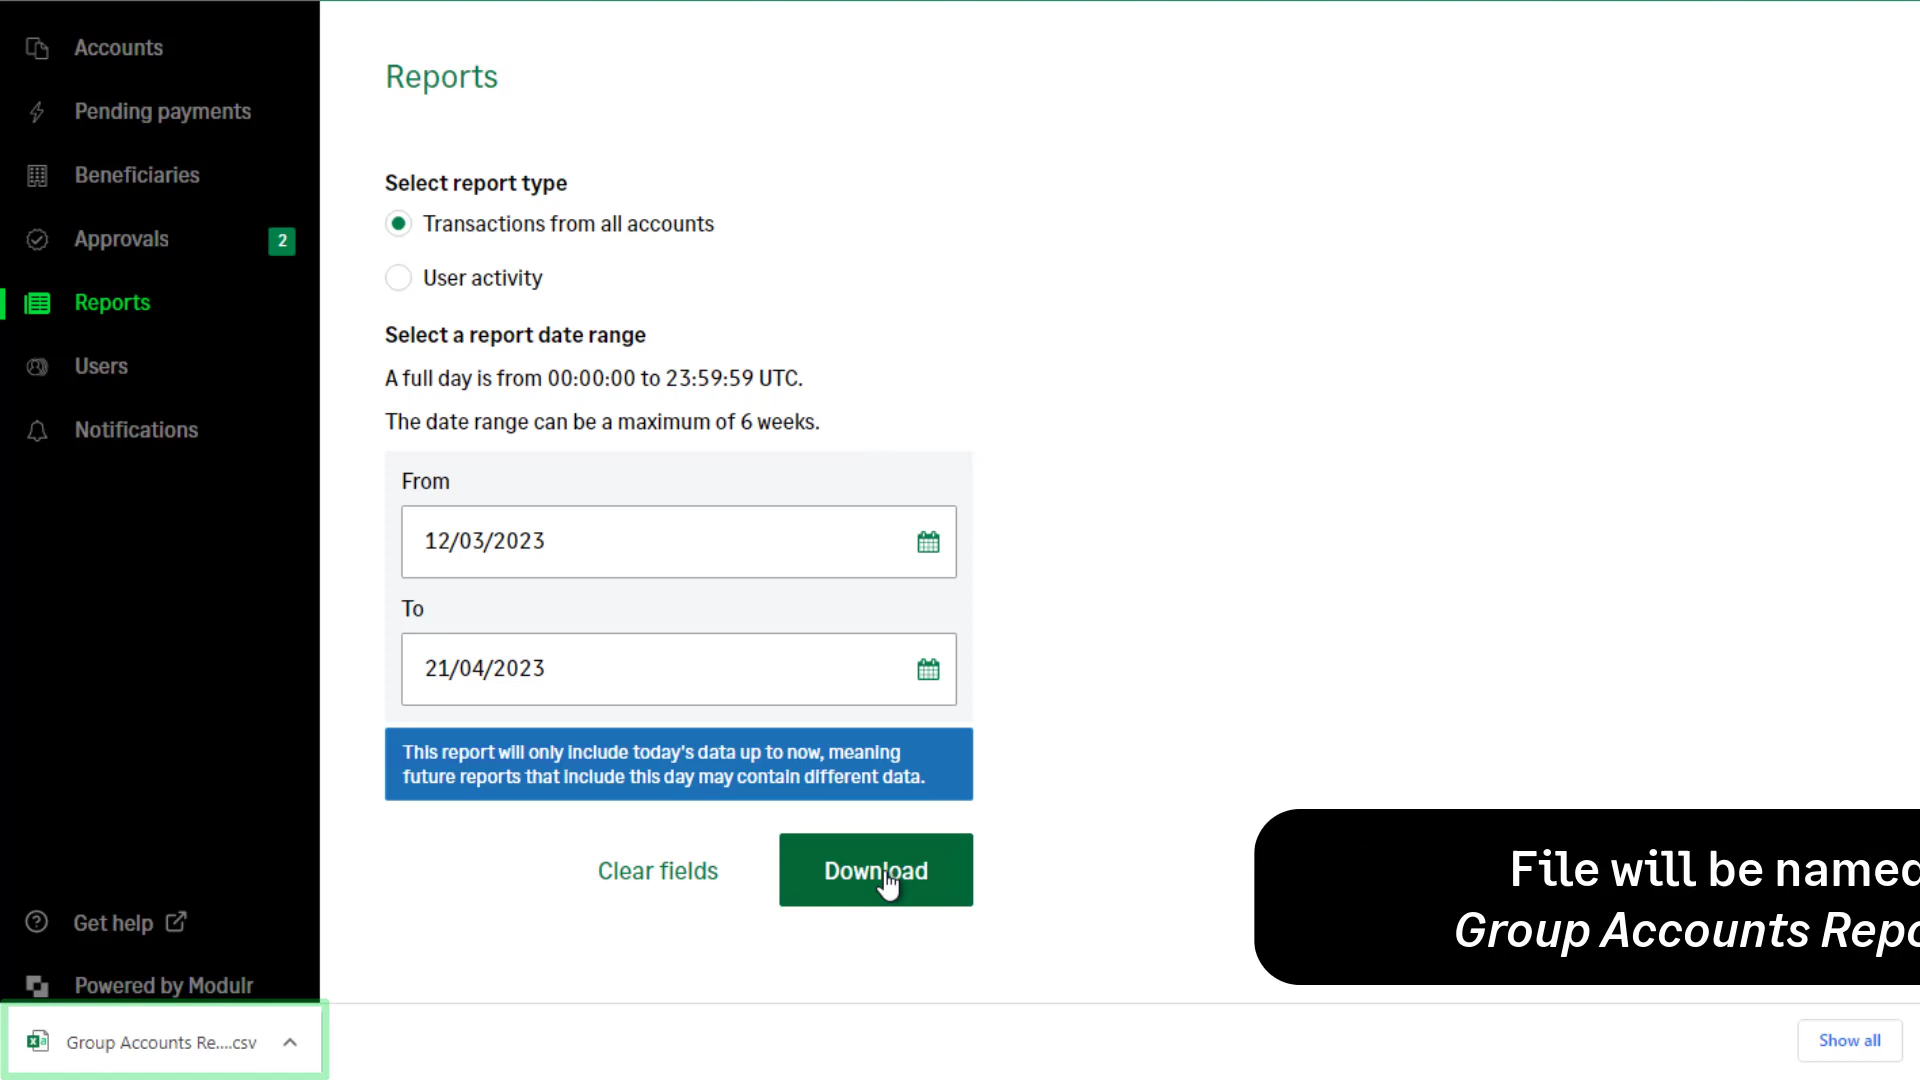 Accounts
Pending payments
Beneficiaries
Approvals
2
Reports
Users
Notifications
Get help
Powered by Modulr
Reports
Select report type
Transactions from all accounts
User activity
Select a report date range
A full day is from 00:00:00 to 23:59:59 UTC.
The date range can be a maximum of 6 weeks.
From
12/03/2023
To
21/04/2023
This report will only include today's data up to now, meaning
future reports that include this day may contain different data.
Clear fields
Download
File will be named
Group Accounts Repo
Group Accounts Re....csv
Show all